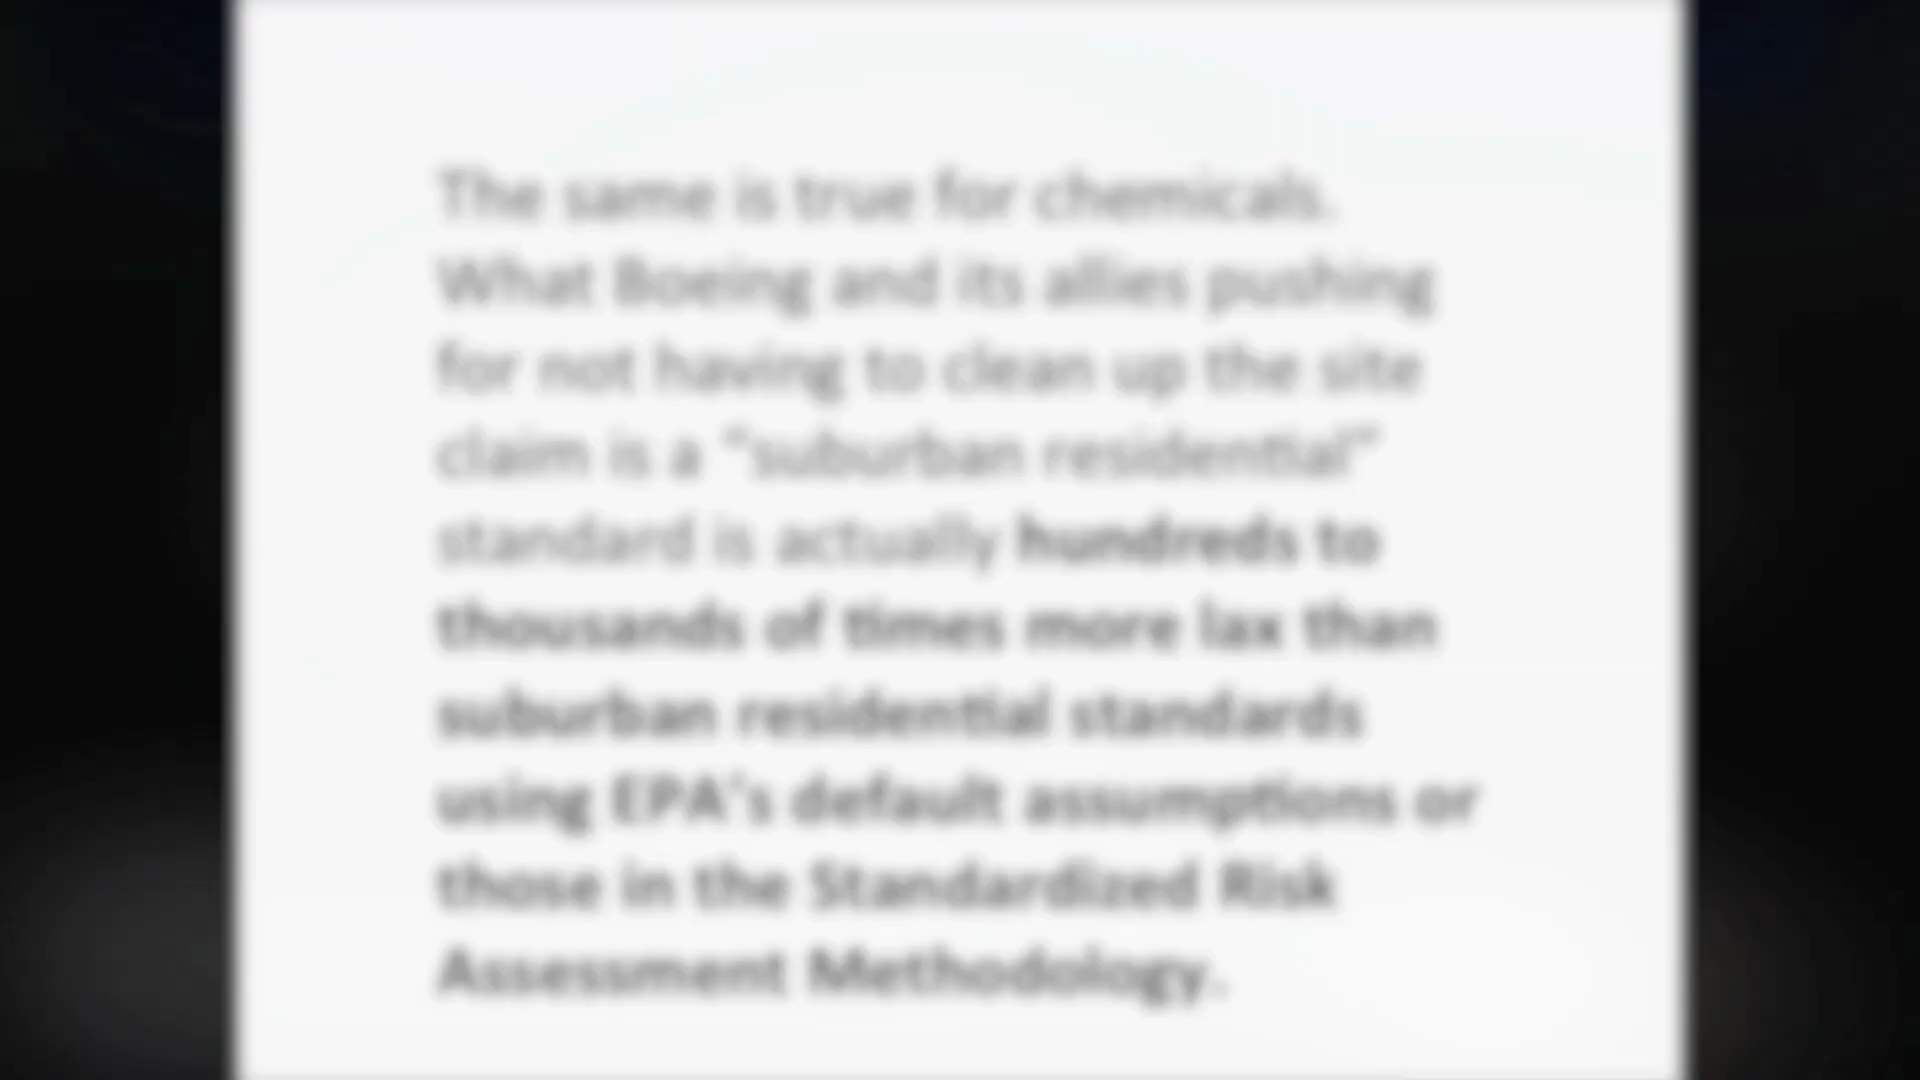 The same is true for chemicals.
What Boeing and its allies pushing
for not having to clean up the site
claim is a “suburban residential”
standard is actually hundreds to
thousands of times more lax than
suburban residential standards
using EPA's default assumptions or
those in the Standardized Risk
Assessment Methodology.